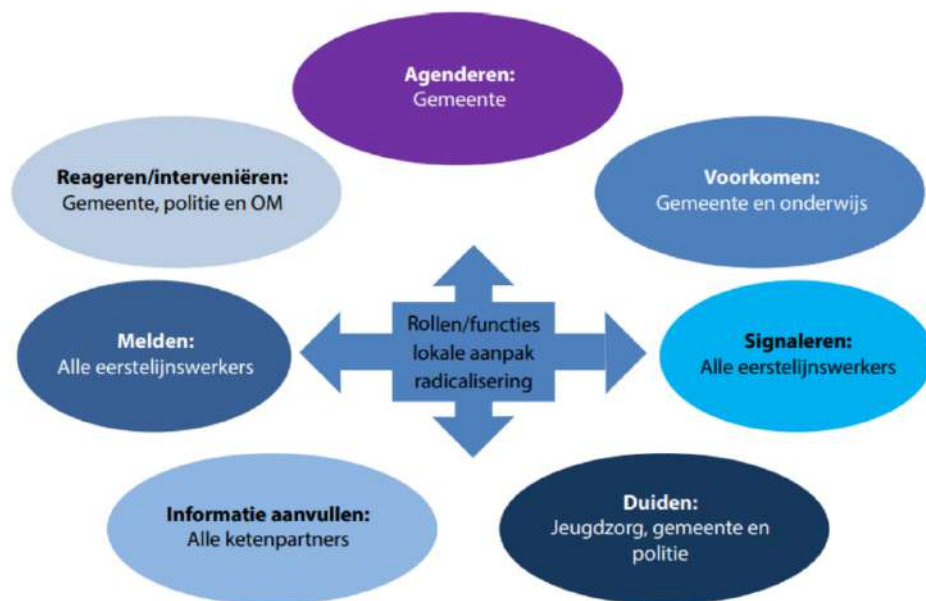 Agenderen:
Gemeente
Reageren/interveniëren:
Gemeente, politie en OM
Voorkomen:
Gemeente en onderwijs
Melden:
Alle eerstelijnswerkers
Rollen/functies
lokale aanpak
radicalisering
Signaleren:
Alle eerstelijnswerkers
Informatie aanvullen:
Alle ketenpartners
Duiden:
Jeugdzorg, gemeente en
politie